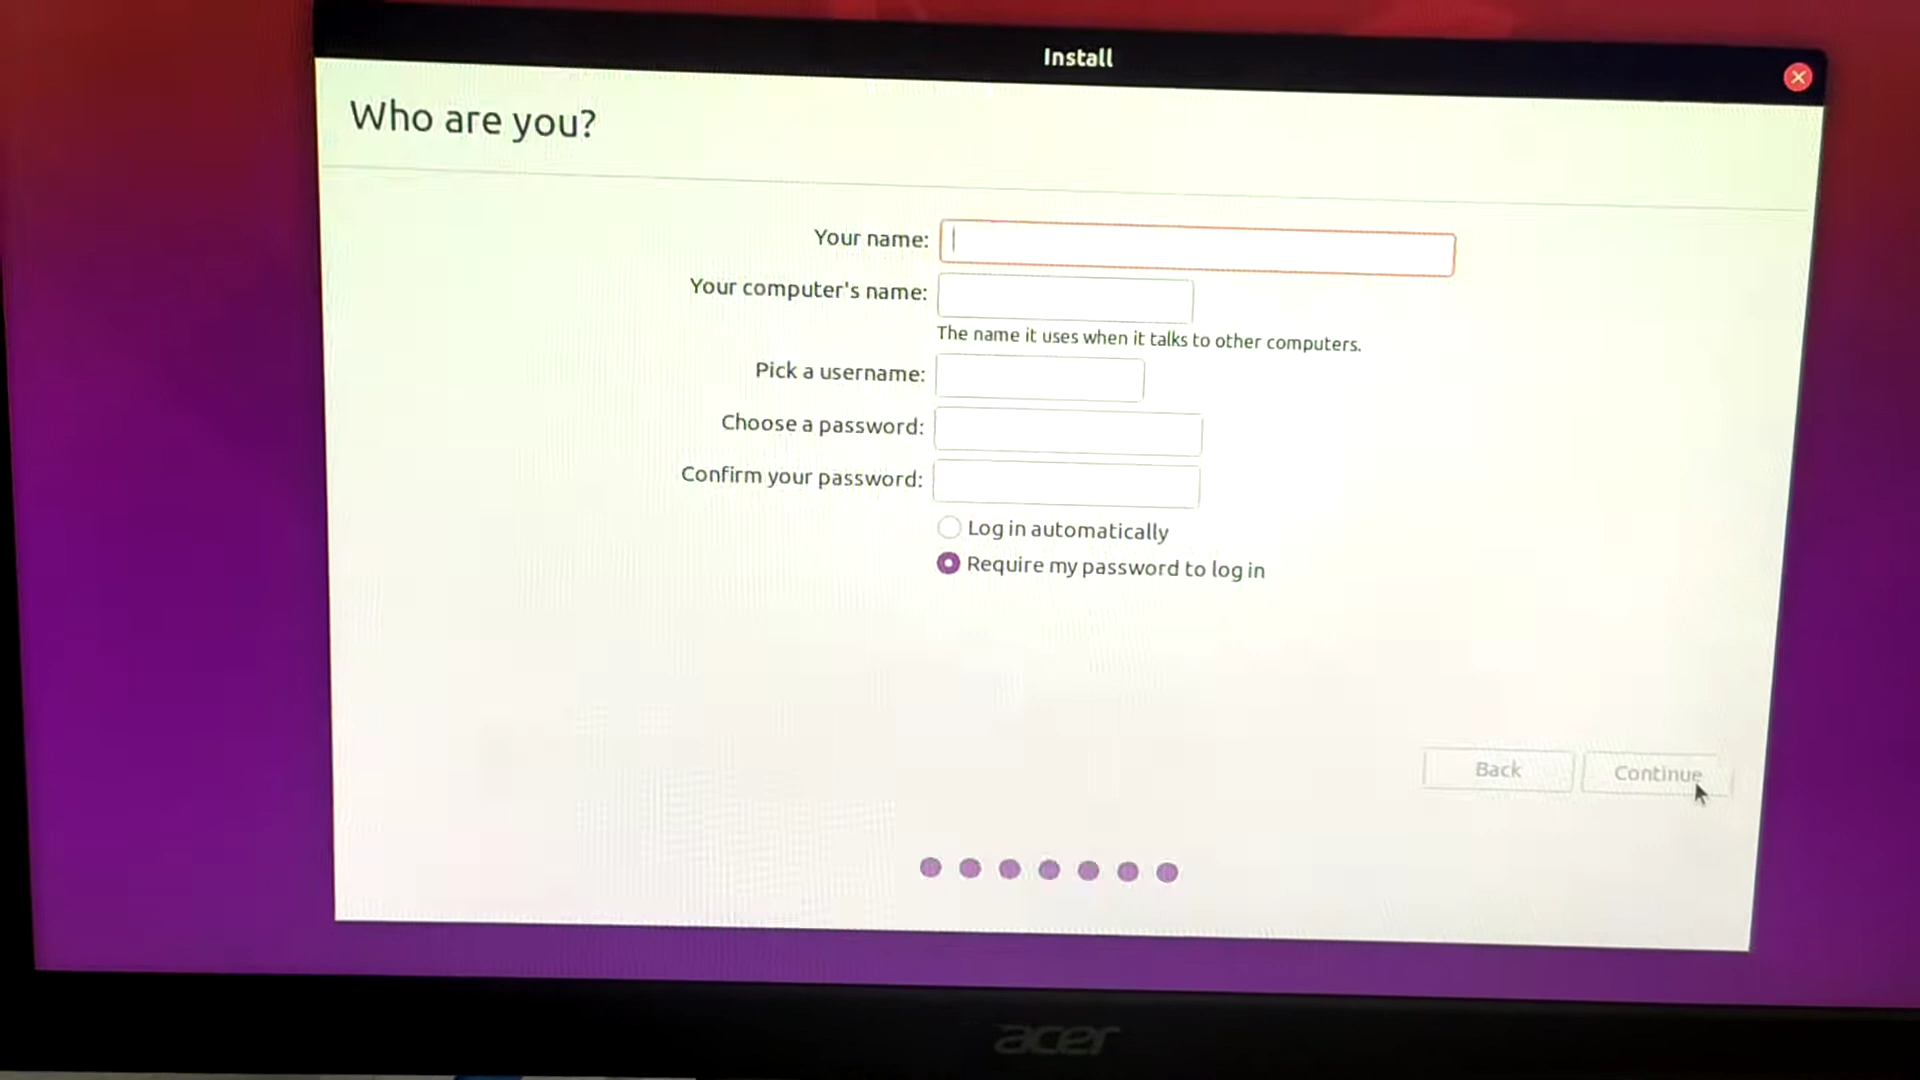 Install
Who are you?
Your name:
Your computer's name:
The name it uses when it talks to other computers.
Pick a username:
Choose a password:
Confirm your password:
Log in automatically
Require my password to log in
Back Continue
acer